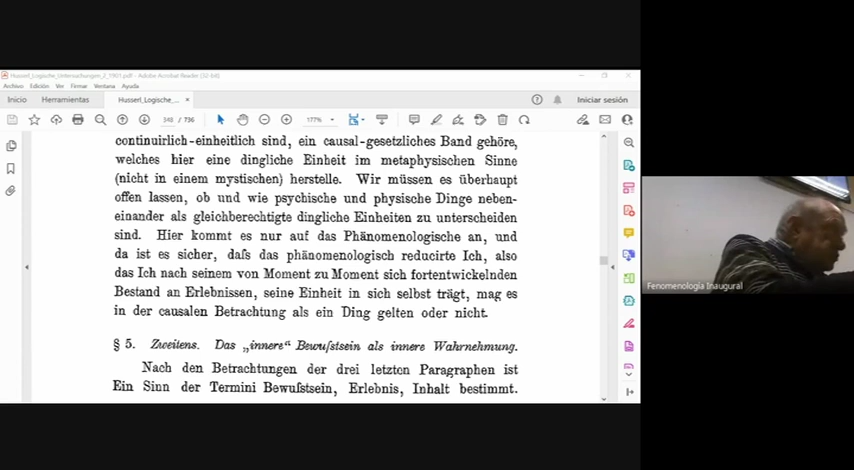 Husserl_Logische_Untersuchungen_2_1901.pdf - Adobe Acrobat Reader (32-bit)
Archivo Edición Ver Firmar Ventana Ayuda
Inicio Herramientas Husserl_Logische_... × Iniciar sesión
348 / 736 177%
continuirlich-einheitlich sind, ein causal-gesetzliches Band gehöre,
welches hier eine dingliche Einheit im metaphysischen Sinne
(nicht in einem mystischen) herstelle. Wir müssen es überhaupt
offen lassen, ob und wie psychische und physische Dinge neben-
einander als gleichberechtigte dingliche Einheiten zu unterscheiden
sind. Hier kommt es nur auf das Phänomenologische an, und
da ist es sicher, daſs das phänomenologisch reducirte Ich, also
das Ich nach seinem von Moment zu Moment sich fortentwickelnden
Bestand an Erlebnissen, seine Einheit in sich selbst trägt, mag es
in der causalen Betrachtung als ein Ding gelten oder nicht.
§ 5. Zweitens. Das „innere“ Bewuſstsein als innere Wahrnehmung.
Nach den Betrachtungen der drei letzten Paragraphen ist
Ein Sinn der Termini Bewuſstsein, Erlebnis, Inhalt bestimmt.
Fenomenología Inaugural